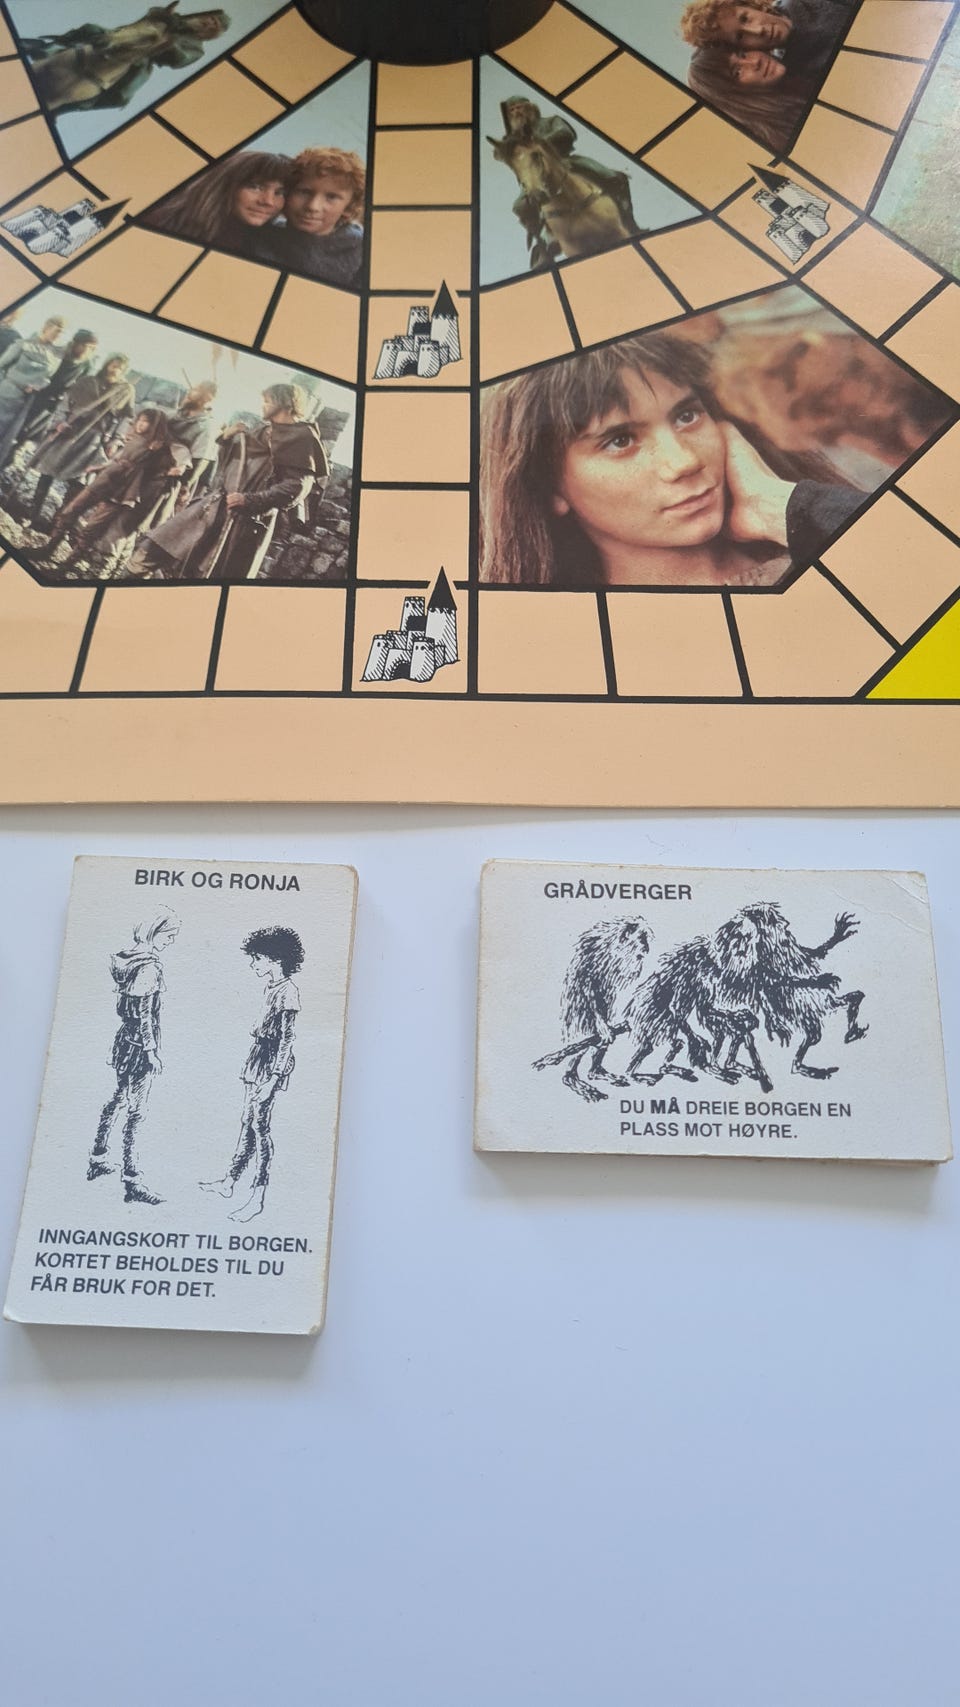 BIRK OG RONJA
INNGANGSKORT TIL BORGEN.
KORTET BEHOLDES TIL DU
FÅR BRUK FOR DET.
GRÅDVERGER
DU MÅ DREIE BORGEN EN
PLASS MOT HØYRE.